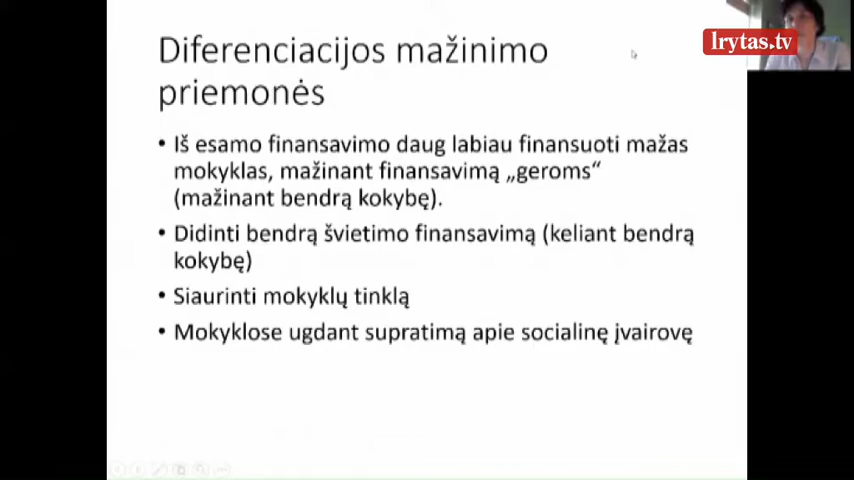 Diferenciacijos mažinimo
priemonės
lrytas.tv
• Iš esamo finansavimo daug labiau finansuoti mažas
mokyklas, mažinant finansavimą „geroms“
(mažinant bendrą kokybę).
• Didinti bendrą švietimo finansavimą (keliant bendrą
kokybę)
• Siaurinti mokyklų tinklą
• Mokyklose ugdant supratimą apie socialinę įvairovę